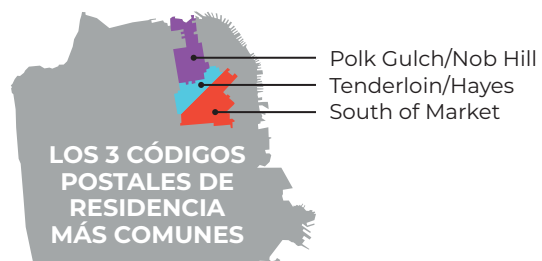 Polk Gulch/Nob Hill
Tenderloin/Hayes
South of Market
LOS 3 CÓDIGOS
POSTALES DE
RESIDENCIA
MÁS COMUNES